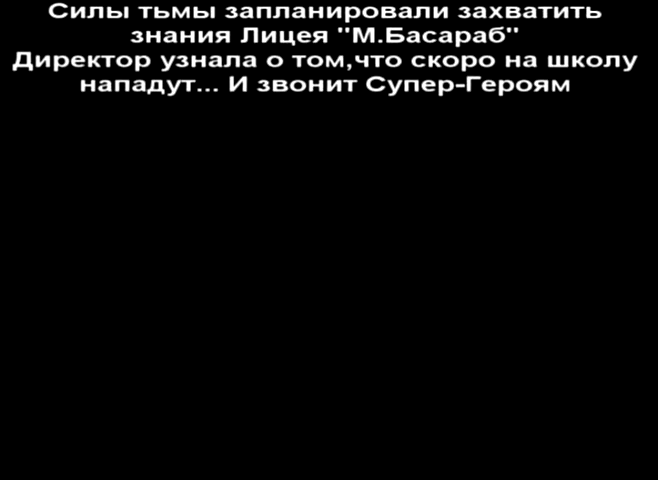 Силы тьмы запланировали захватить
знания Лицея "М.Басараб"
Директор узнала о том,что скоро на школу
нападут... И звонит Супер-Героям